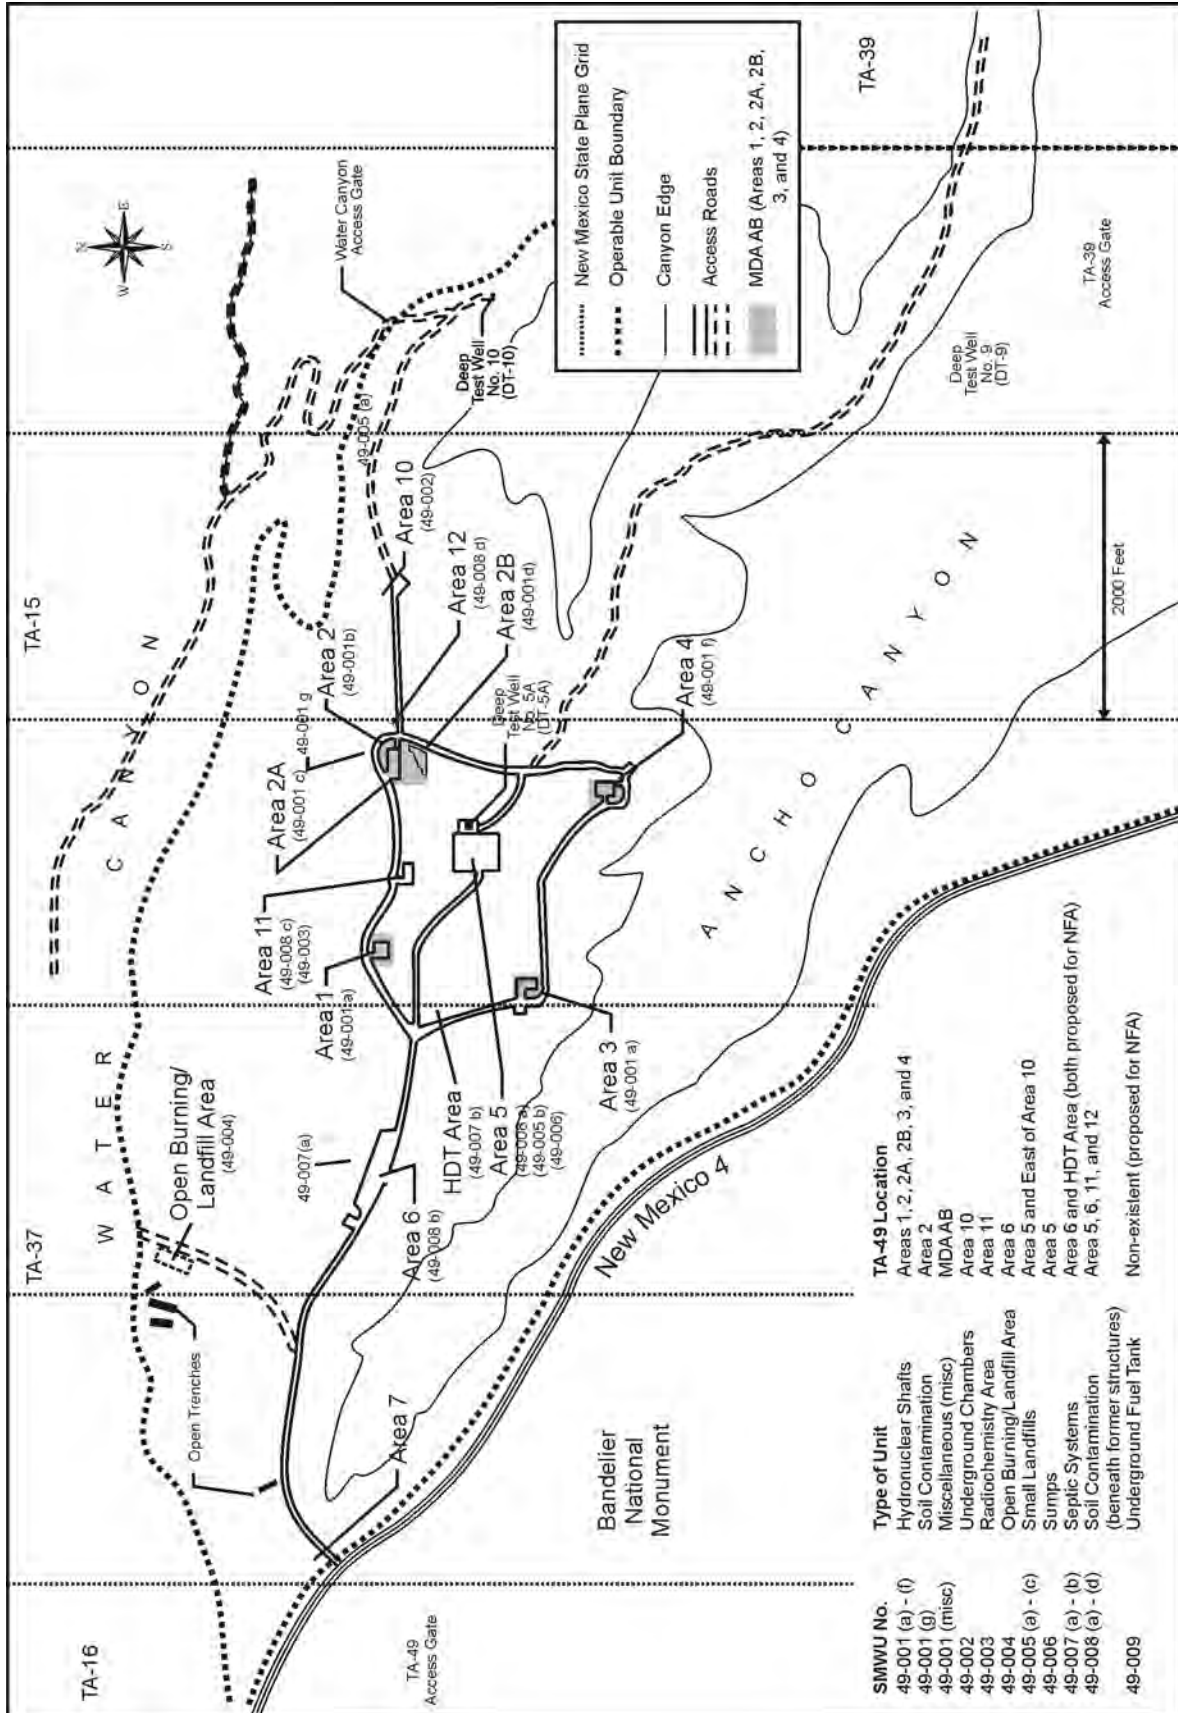 TA-16
TA-37
TA-15
W A T E R
C A N Y O N
N
E
S
W
Water Canyon
Access Gate
Open Trenches
Open Burning/
Landfill Area
(49-004)
49-007(a)
Area 1
(49-001 a)
Area 11
(49-008 c)
(49-003)
Area 2A
(49-001 c)
49-001 g
Area 2
(49-001b)
49-005 (a)
Area 10
(49-002)
Area 12
(49-008 d)
Area 2B
(49-001d)
Deep
Test Well
No. 5A
(DT-5A)
Deep
Test Well
No. 10
(DT-10)
Area 7
Area 6
(49-008 b)
HDT Area
(49-007 b)
Area 5
(49-008 a)
(49-005 b)
(49-006)
Area 3
(49-001 a)
Area 4
(49-001 f)
New Mexico State Plane Grid
Operable Unit Boundary
Canyon Edge
Access Roads
MDA AB (Areas 1, 2, 2A, 2B,
3, and 4)
TA-39
A N C H O
C A N Y O N
New Mexico 4
Bandelier
National
Monument
TA-49
Access Gate
Deep
Test Well
No. 9
(DT-9)
TA-39
Access Gate
2000 Feet
SMWU No. Type of Unit TA-49 Location
49-001 (a) - (f) Hydronuclear Shafts Areas 1, 2, 2A, 2B, 3, and 4
49-001 (g) Soil Contamination Area 2
49-001 (misc) Miscellaneous (misc) MDA AB
49-002 Underground Chambers Area 10
49-003 Radiochemistry Area Area 11
49-004 Open Burning/Landfill Area Area 6
49-005 (a) - (c) Small Landfills Area 5 and East of Area 10
49-006 Sumps Area 5
49-007 (a) - (b) Septic Systems Area 6 and HDT Area (both proposed for NFA)
49-008 (a) - (d) Soil Contamination Area 5, 6, 11, and 12
(beneath former structures)
49-009 Underground Fuel Tank Non-existent (proposed for NFA)